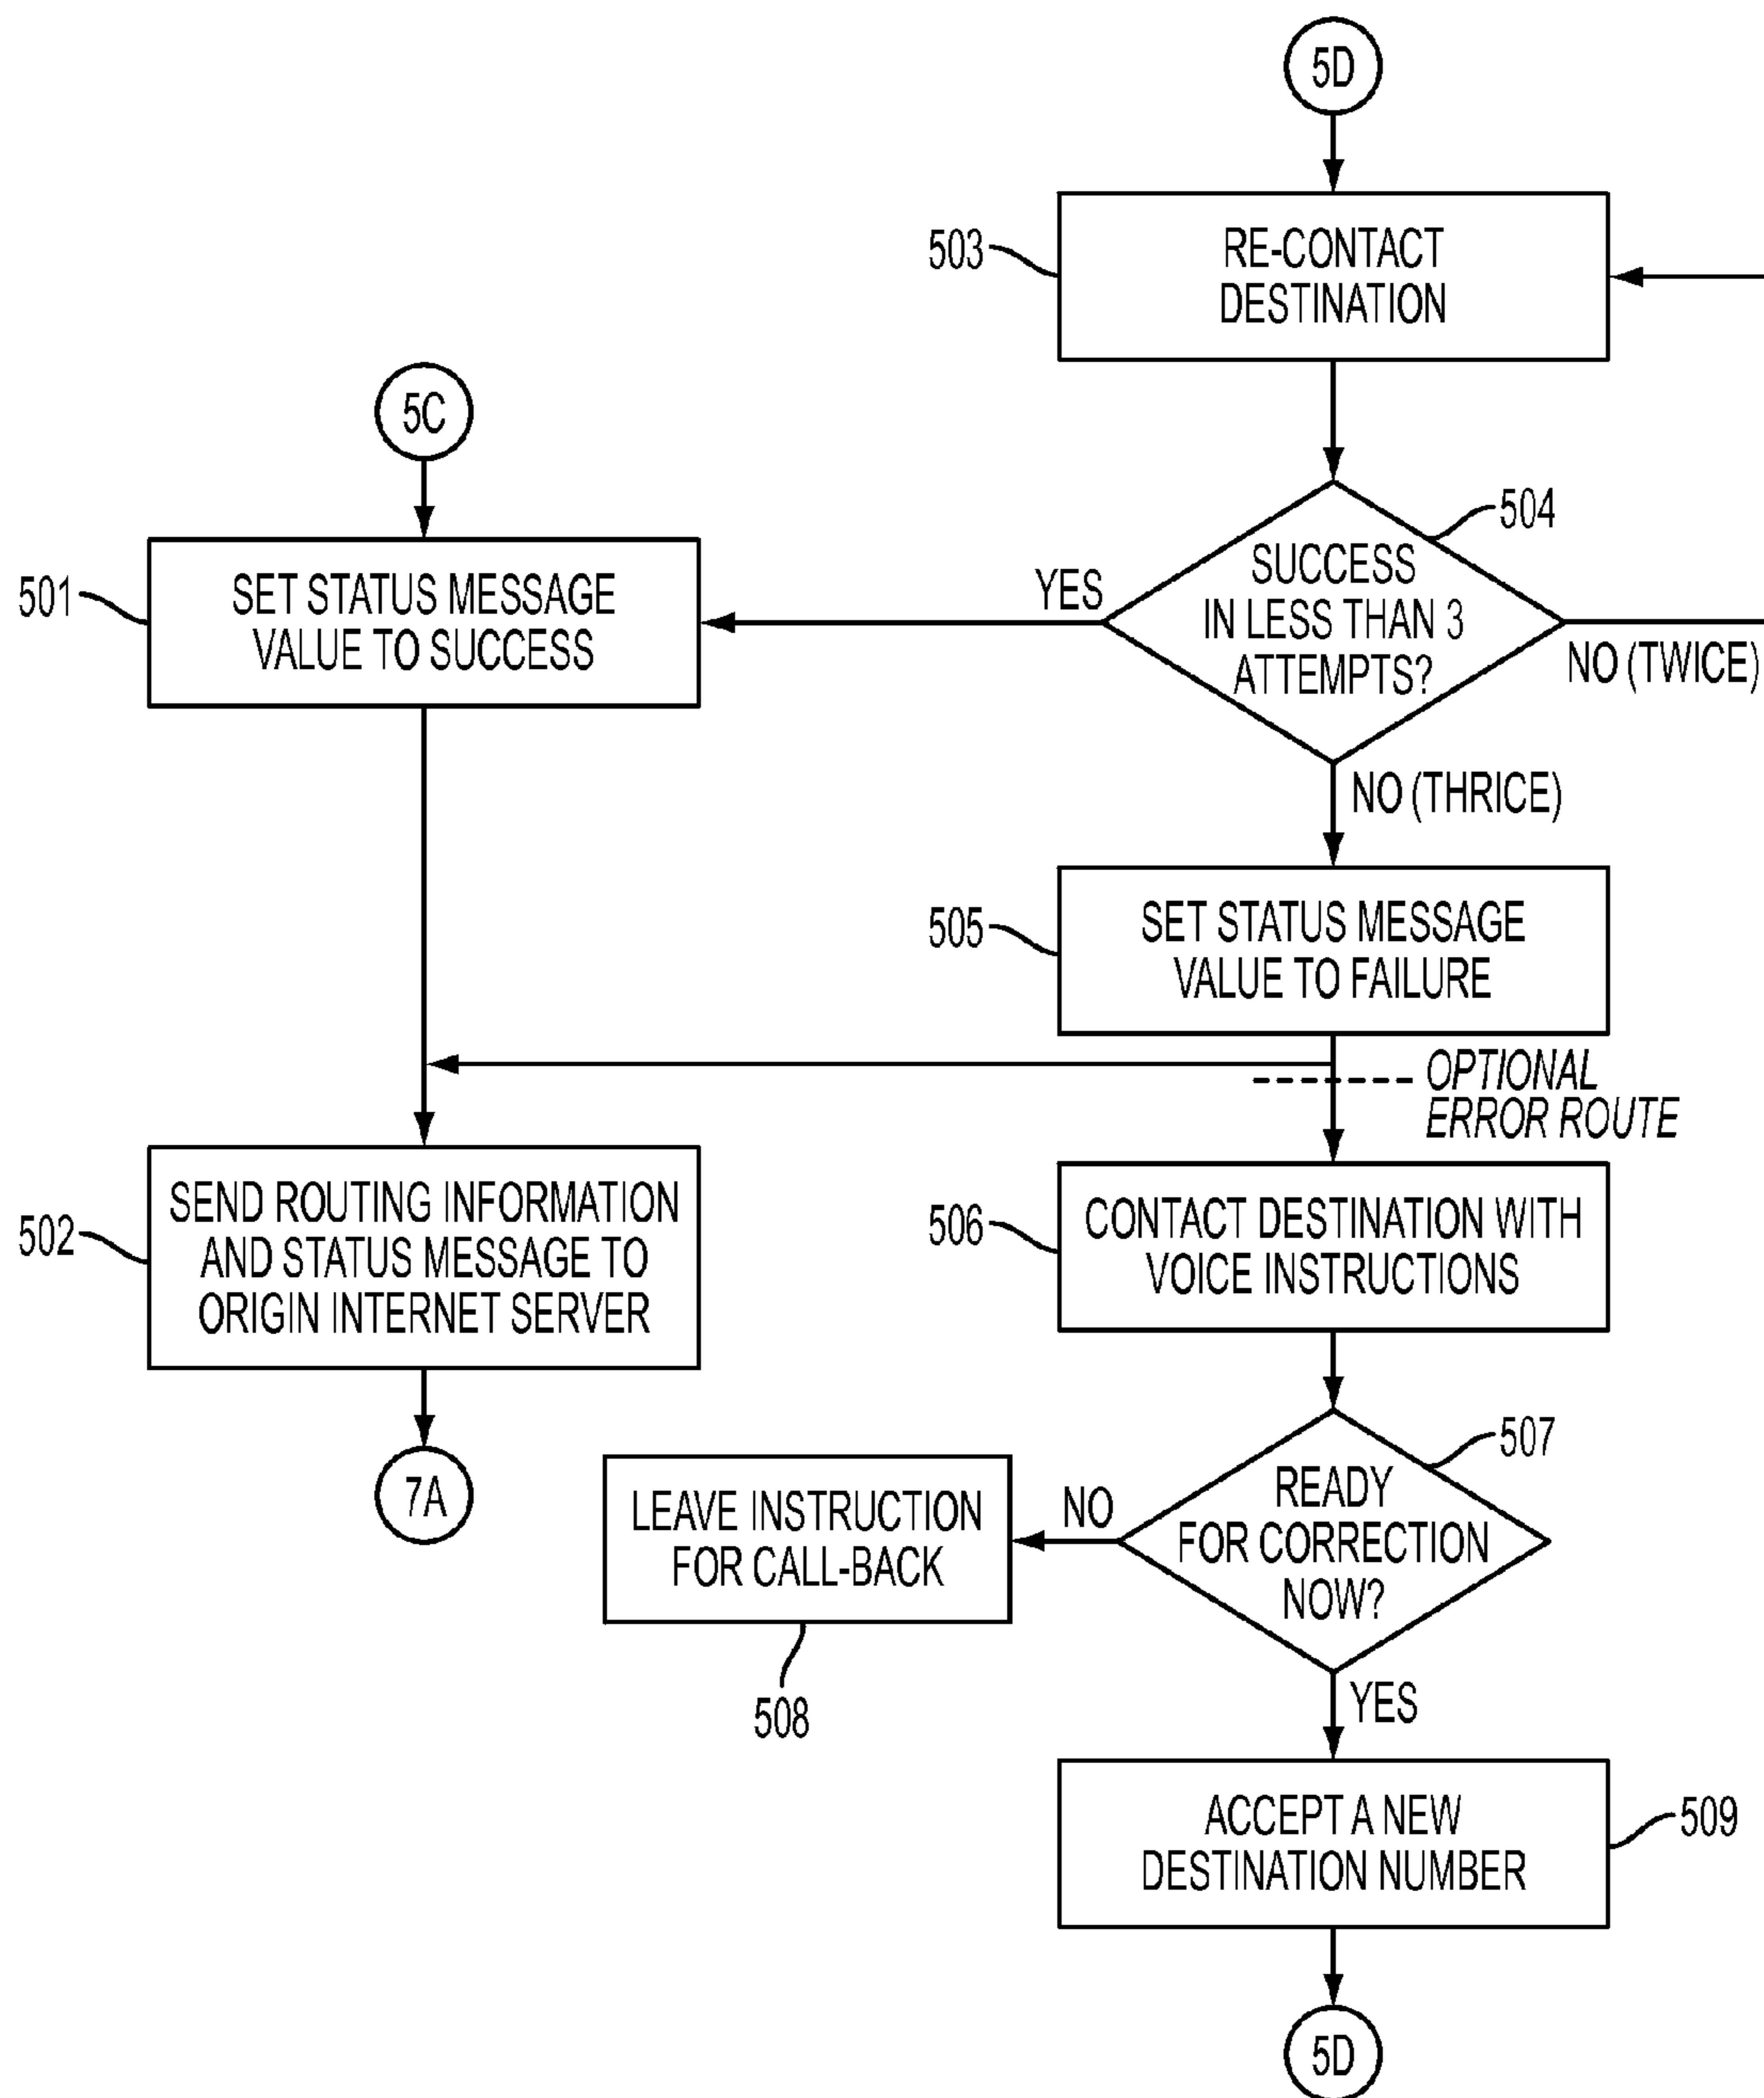 5D
503
RE-CONTACT
DESTINATION
5C
504
SUCCESS
IN LESS THAN 3
ATTEMPTS?
YES
NO (TWICE)
501
SET STATUS MESSAGE
VALUE TO SUCCESS
NO (THRICE)
505
SET STATUS MESSAGE
VALUE TO FAILURE
OPTIONAL
ERROR ROUTE
502
SEND ROUTING INFORMATION
AND STATUS MESSAGE TO
ORIGIN INTERNET SERVER
506
CONTACT DESTINATION WITH
VOICE INSTRUCTIONS
7A
507
READY
FOR CORRECTION
NOW?
NO
LEAVE INSTRUCTION
FOR CALL-BACK
508
YES
ACCEPT A NEW
DESTINATION NUMBER
509
5D